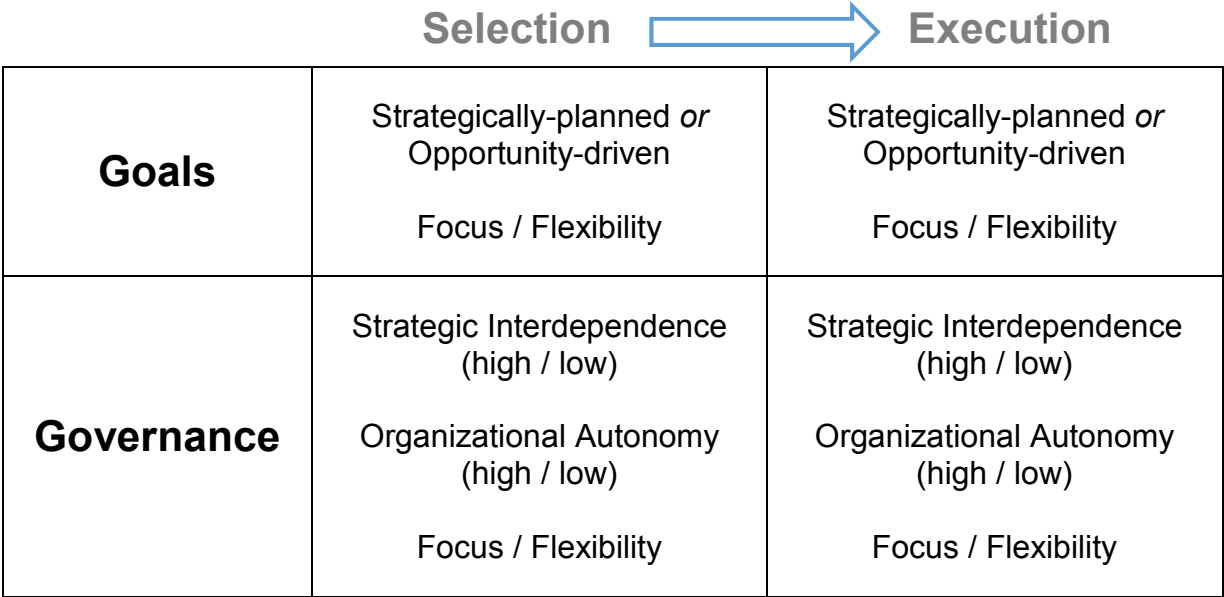 Selection Execution
Goals
Strategically-planned or
Opportunity-driven
Focus / Flexibility
Strategically-planned or
Opportunity-driven
Focus / Flexibility
Governance
Strategic Interdependence
(high / low)
Organizational Autonomy
(high / low)
Focus / Flexibility
Strategic Interdependence
(high / low)
Organizational Autonomy
(high / low)
Focus / Flexibility